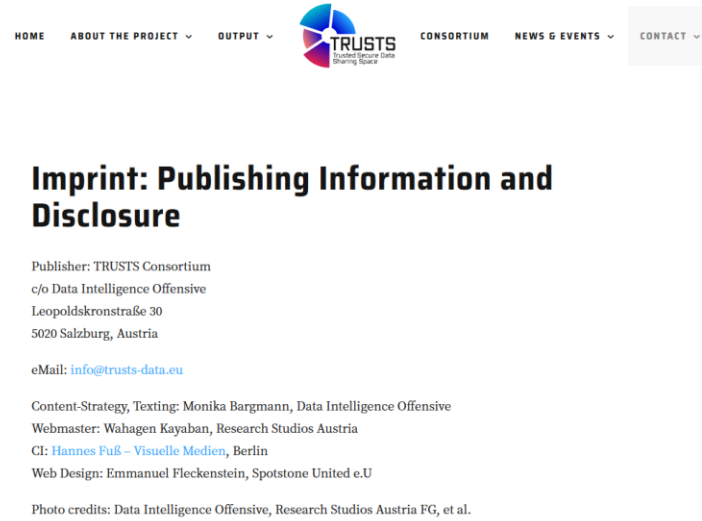 HOME ABOUT THE PROJECT OUTPUT TRUSTS CONSORTIUM NEWS & EVENTS CONTACT
Trusted Secure Data
Sharing Space
Imprint: Publishing Information and
Disclosure
Publisher: TRUSTS Consortium
c/o Data Intelligence Offensive
Leopoldskronstraße 30
5020 Salzburg, Austria
eMail: info@trusts-data.eu
Content-Strategy, Texting: Monika Bargmann, Data Intelligence Offensive
Webmaster: Wahagen Kayaban, Research Studios Austria
CI: Hannes Fuß – Visuelle Medien, Berlin
Web Design: Emmanuel Fleckenstein, Spotstone United e.U
Photo credits: Data Intelligence Offensive, Research Studios Austria FG, et al.